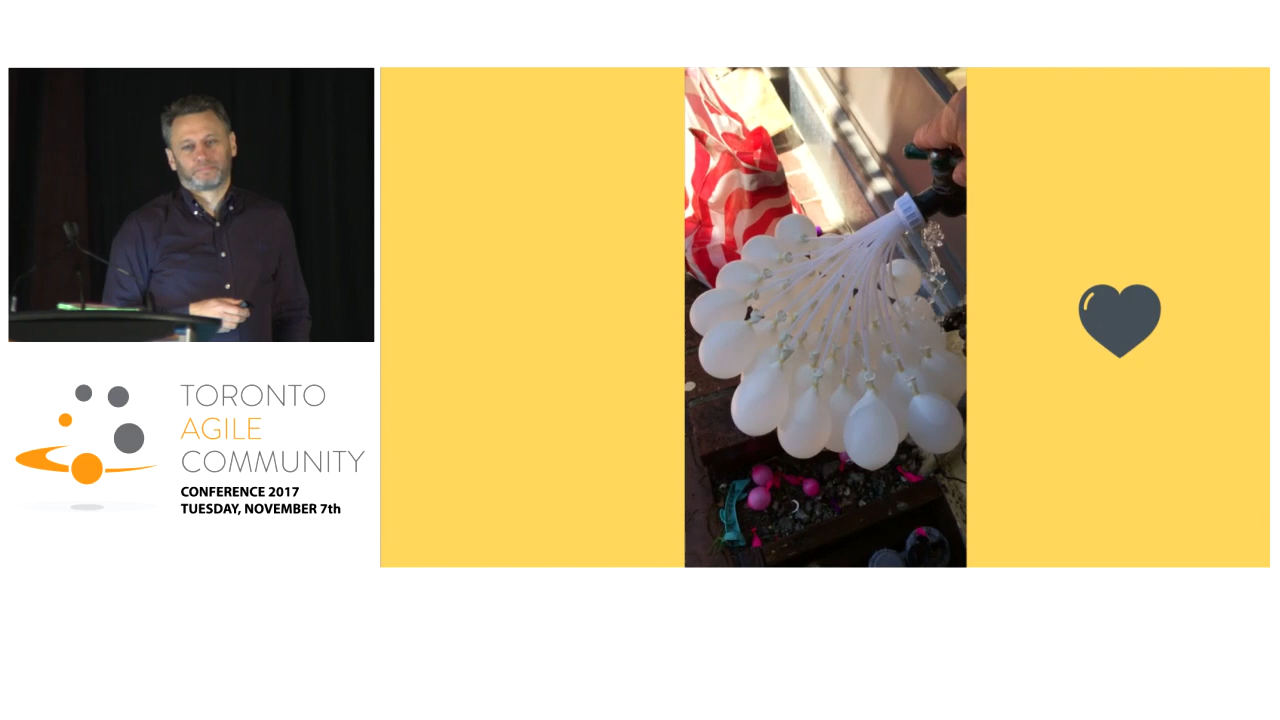 TORONTO
AGILE
COMMUNITY
CONFERENCE 2017
TUESDAY, NOVEMBER 7th